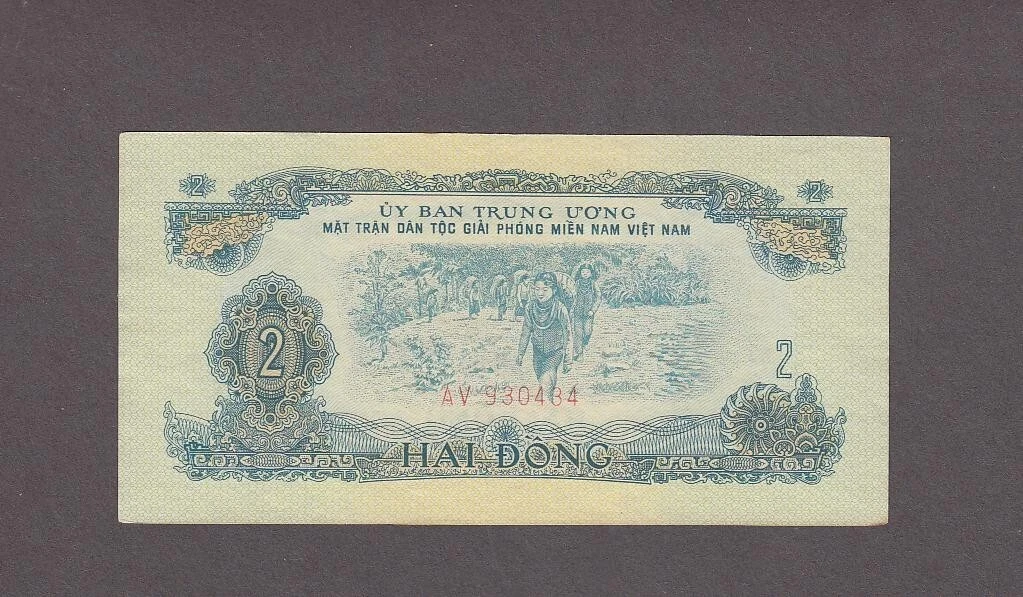 2 2
ỦY BAN TRUNG ƯƠNG
MẶT TRẬN DÂN TỘC GIẢI PHÓNG MIỀN NAM VIỆT NAM
2
2
AV 930434
HAI ĐỒNG